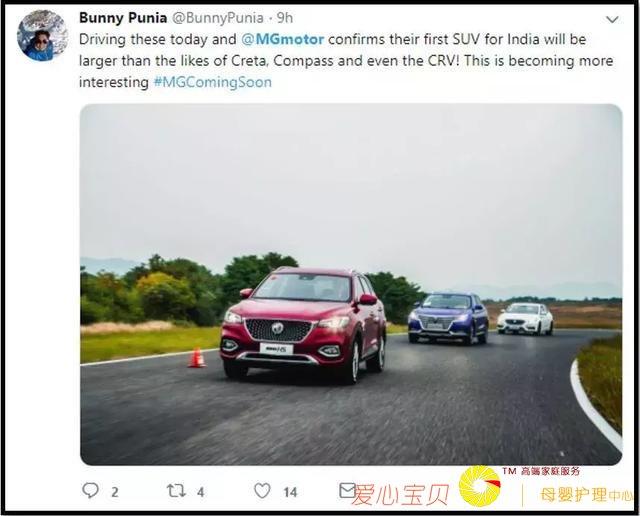 Bunny Punia @BunnyPunia · 9h
Driving these today and @MGmotor confirms their first SUV for India will be
larger than the likes of Creta, Compass and even the CRV! This is becoming more
interesting #MGComingSoon
2 4 14
TM 高端家庭服务
爱心宝贝 母婴护理中心